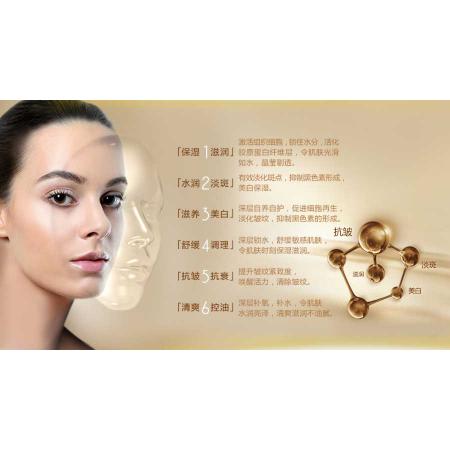 「保湿1滋润」
激活组织细胞，锁住水分，活化
胶原蛋白纤维层，令肌肤光滑
如水，晶莹剔透。
「水润2淡斑」
有效淡化斑点，抑制黑色素形成，
美白保湿。
「滋养3美白」
深层自养自护，促进细胞再生，
淡化皱纹，抑制黑色素的形成。
「舒缓4调理」
深层锁水，舒缓敏感肌肤，
令肌肤时刻保湿滋润。
「抗皱5抗衰」
提升皱纹紧致度，
唤醒活力，清除皱纹。
「清爽6控油」
深层补氧，补水，令肌肤
水润亮泽，清爽滋润不油腻。
抗皱
淡斑
滋润
美白